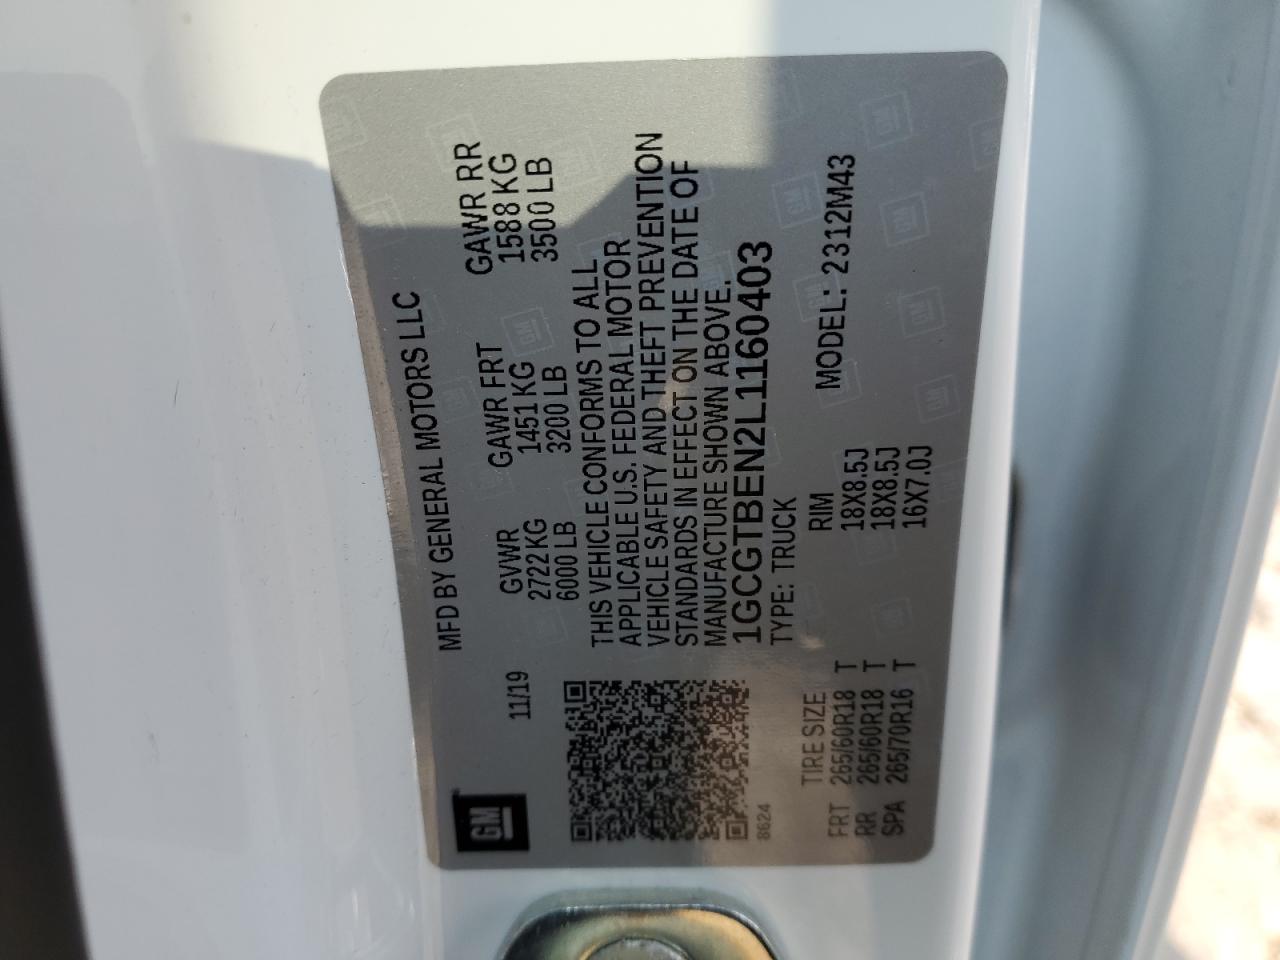 GM
11/19
MFD BY GENERAL MOTORS LLC
GVWR GAWR FRT GAWR RR
2722 KG 1451 KG 1588 KG
6000 LB 3200 LB 3500 LB
THIS VEHICLE CONFORMS TO ALL
APPLICABLE U.S. FEDERAL MOTOR
VEHICLE SAFETY AND THEFT PREVENTION
STANDARDS IN EFFECT ON THE DATE OF
MANUFACTURE SHOWN ABOVE.
1GCGTBEN2L1160403
8624
TYPE: TRUCK MODEL: 2312M43
TIRE SIZE RIM
FRT 265/60R18 T 18X8.5J
RR 265/60R18 T 18X8.5J
SPA 265/70R16 T 16X7.0J